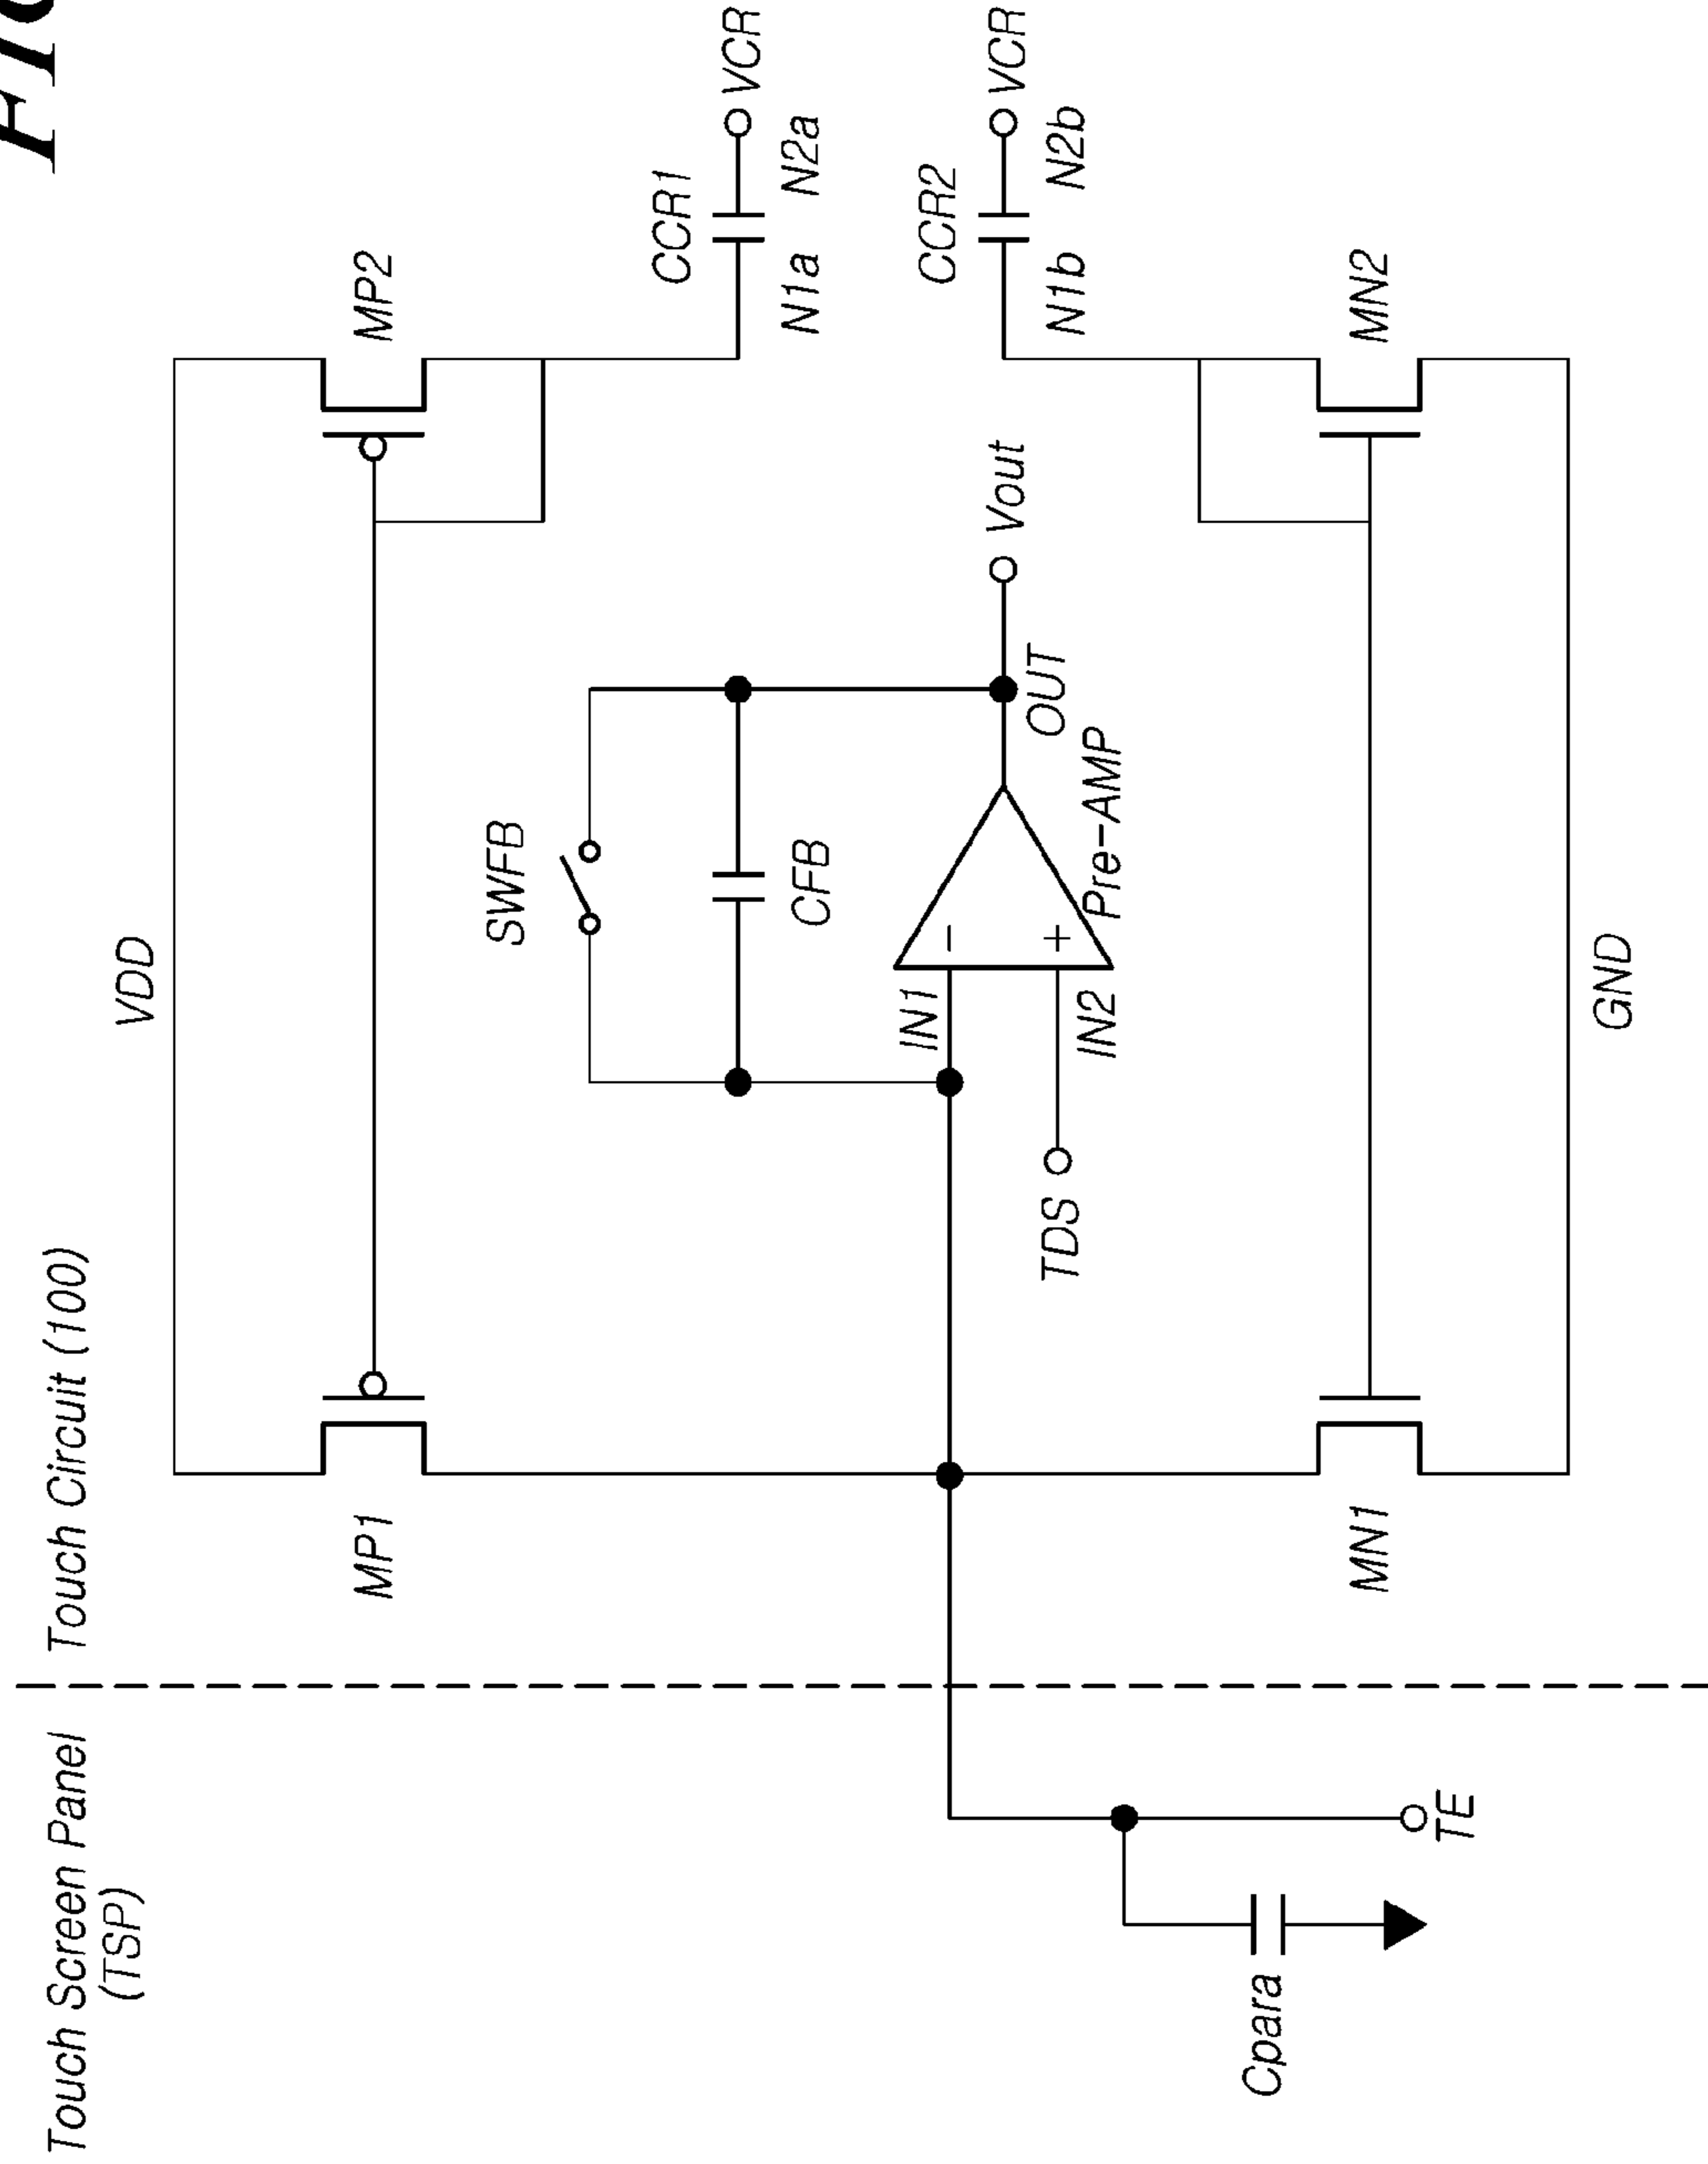 Touch Screen Panel
(TSP)
Touch Circuit (100)
VDD
MP1
MP2
SWFB
CCR1
VCR
N1a
N2a
CFB
IN1
CCR2
VCR
Vout
OUT
N1b
N2b
TDS
IN2
Pre-AMP
Cpara
TE
MN1
MN2
GND